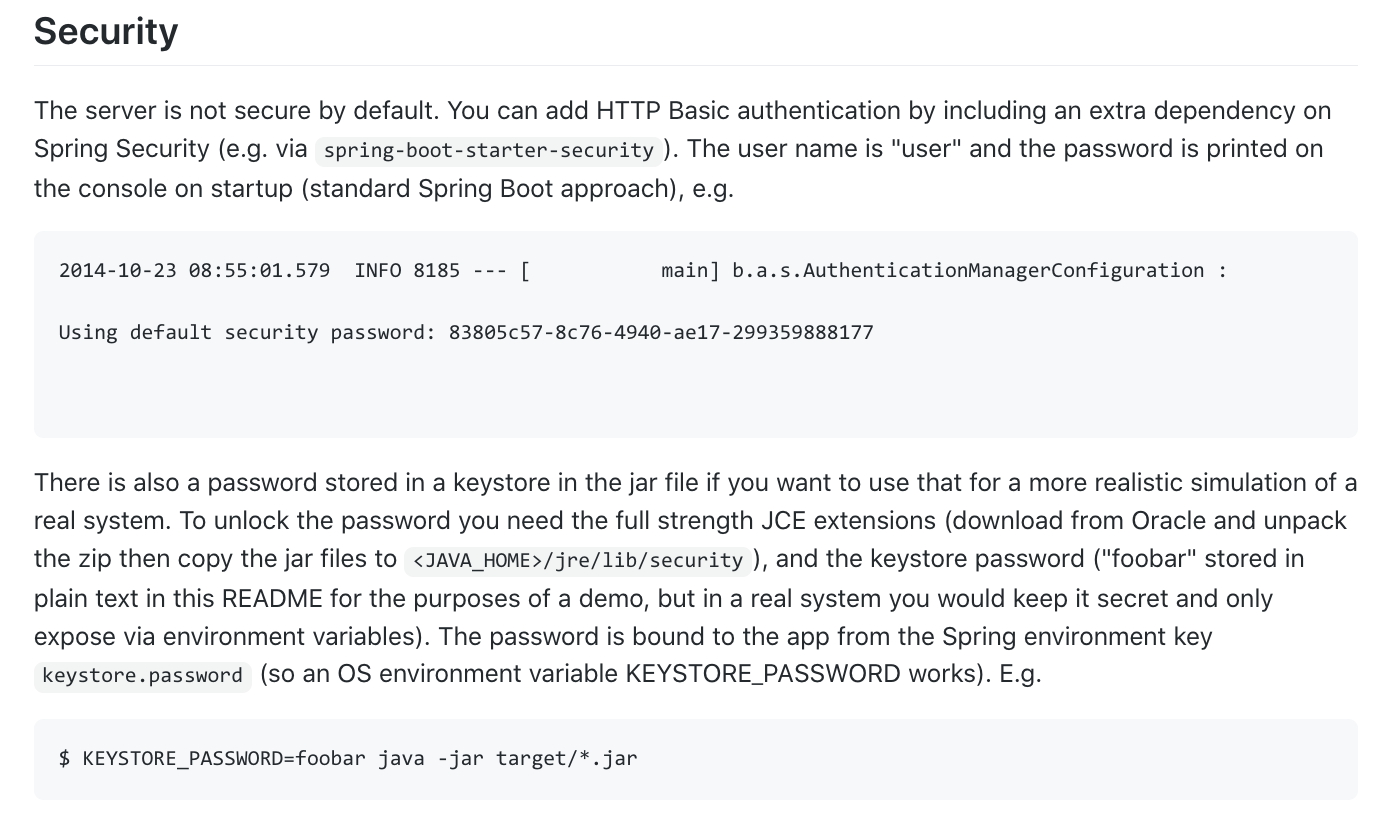 Security
The server is not secure by default. You can add HTTP Basic authentication by including an extra dependency on
Spring Security (e.g. via spring-boot-starter-security ). The user name is "user" and the password is printed on
the console on startup (standard Spring Boot approach), e.g.
2014-10-23 08:55:01.579  INFO 8185 --- [           main] b.a.s.AuthenticationManagerConfiguration :
Using default security password: 83805c57-8c76-4940-ae17-299359888177
There is also a password stored in a keystore in the jar file if you want to use that for a more realistic simulation of a
real system. To unlock the password you need the full strength JCE extensions (download from Oracle and unpack
the zip then copy the jar files to <JAVA_HOME>/jre/lib/security ), and the keystore password ("foobar" stored in
plain text in this README for the purposes of a demo, but in a real system you would keep it secret and only
expose via environment variables). The password is bound to the app from the Spring environment key
keystore.password (so an OS environment variable KEYSTORE_PASSWORD works). E.g.
$ KEYSTORE_PASSWORD=foobar java -jar target/*.jar